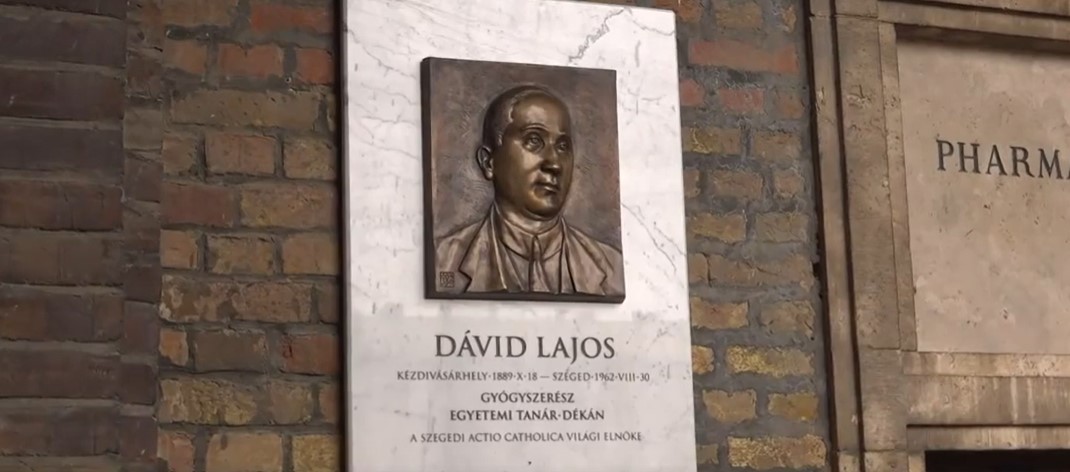 DÁVID LAJOS
KÉZDIVÁSÁRHELY·1889·X·18 — SZEGED·1962·VIII·30
GYÓGYSZERÉSZ
EGYETEMI TANÁR·DÉKÁN
A SZEGEDI ACTIO CATHOLICA VILÁGI ELNÖKE
PHARMA